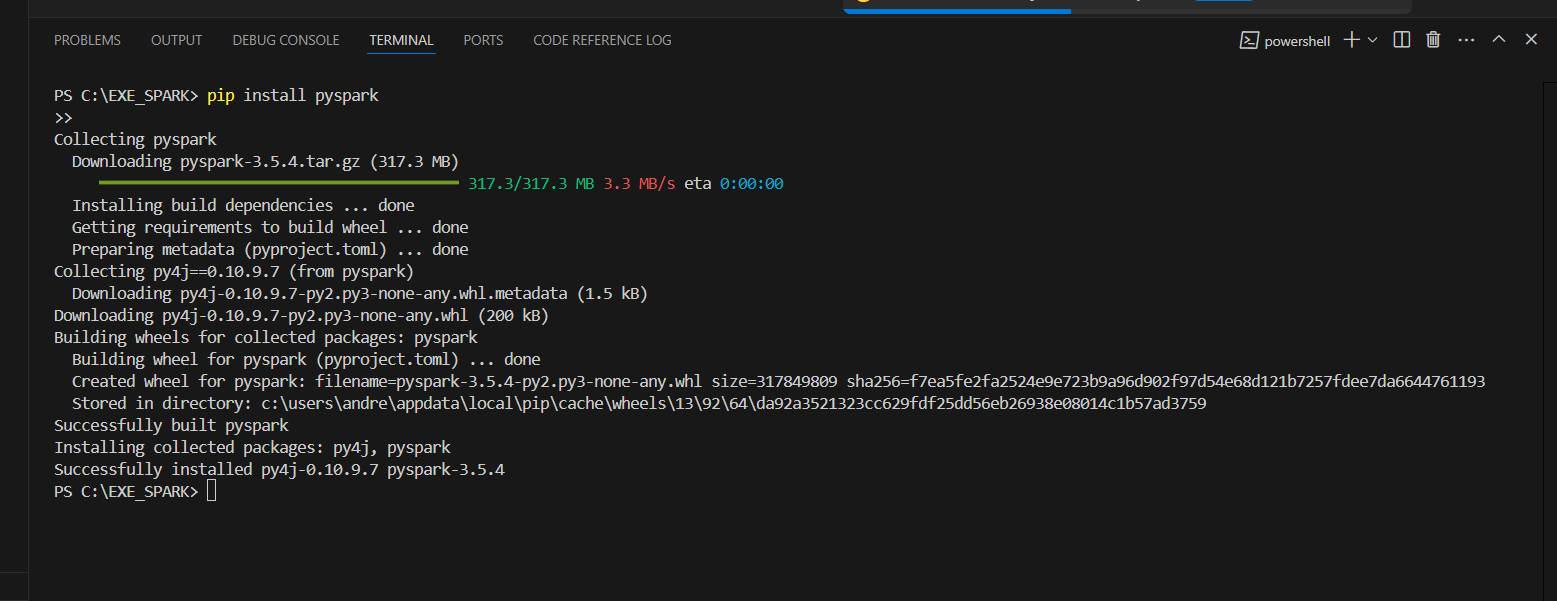 PROBLEMS OUTPUT DEBUG CONSOLE TERMINAL PORTS CODE REFERENCE LOG powershell
PS C:\EXE_SPARK> pip install pyspark
>>
Collecting pyspark
Downloading pyspark-3.5.4.tar.gz (317.3 MB)
317.3/317.3 MB 3.3 MB/s eta 0:00:00
Installing build dependencies ... done
Getting requirements to build wheel ... done
Preparing metadata (pyproject.toml) ... done
Collecting py4j==0.10.9.7 (from pyspark)
Downloading py4j-0.10.9.7-py2.py3-none-any.whl.metadata (1.5 kB)
Downloading py4j-0.10.9.7-py2.py3-none-any.whl (200 kB)
Building wheels for collected packages: pyspark
Building wheel for pyspark (pyproject.toml) ... done
Created wheel for pyspark: filename=pyspark-3.5.4-py2.py3-none-any.whl size=317849809 sha256=f7ea5fe2fa2524e9e723b9a96d902f97d54e68d121b7257fdee7da6644761193
Stored in directory: c:\users\andre\appdata\local\pip\cache\wheels\13\92\64\da92a3521323cc629fdf25dd56eb26938e08014c1b57ad3759
Successfully built pyspark
Installing collected packages: py4j, pyspark
Successfully installed py4j-0.10.9.7 pyspark-3.5.4
PS C:\EXE_SPARK>